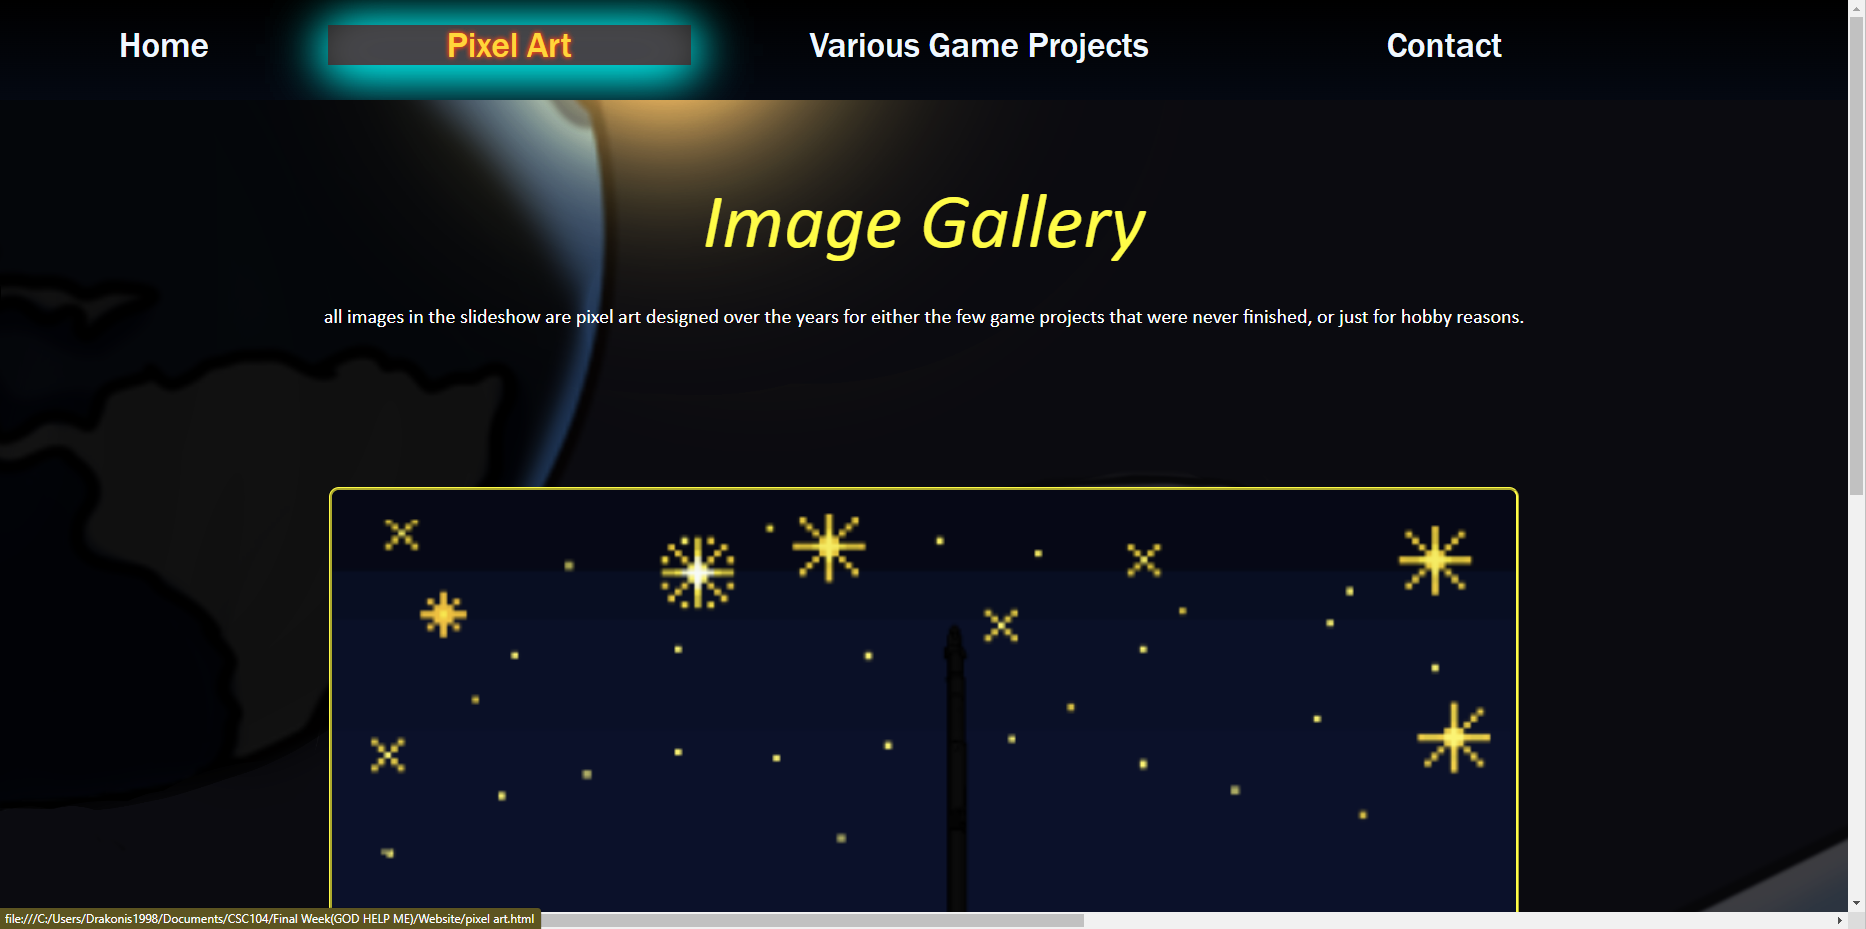 Home Pixel Art Various Game Projects Contact
Image Gallery
all images in the slideshow are pixel art designed over the years for either the few game projects that were never finished, or just for hobby reasons.
file:///C:/Users/Drakonis1998/Documents/CSC104/Final Week(GOD HELP ME)/Website/pixel art.html